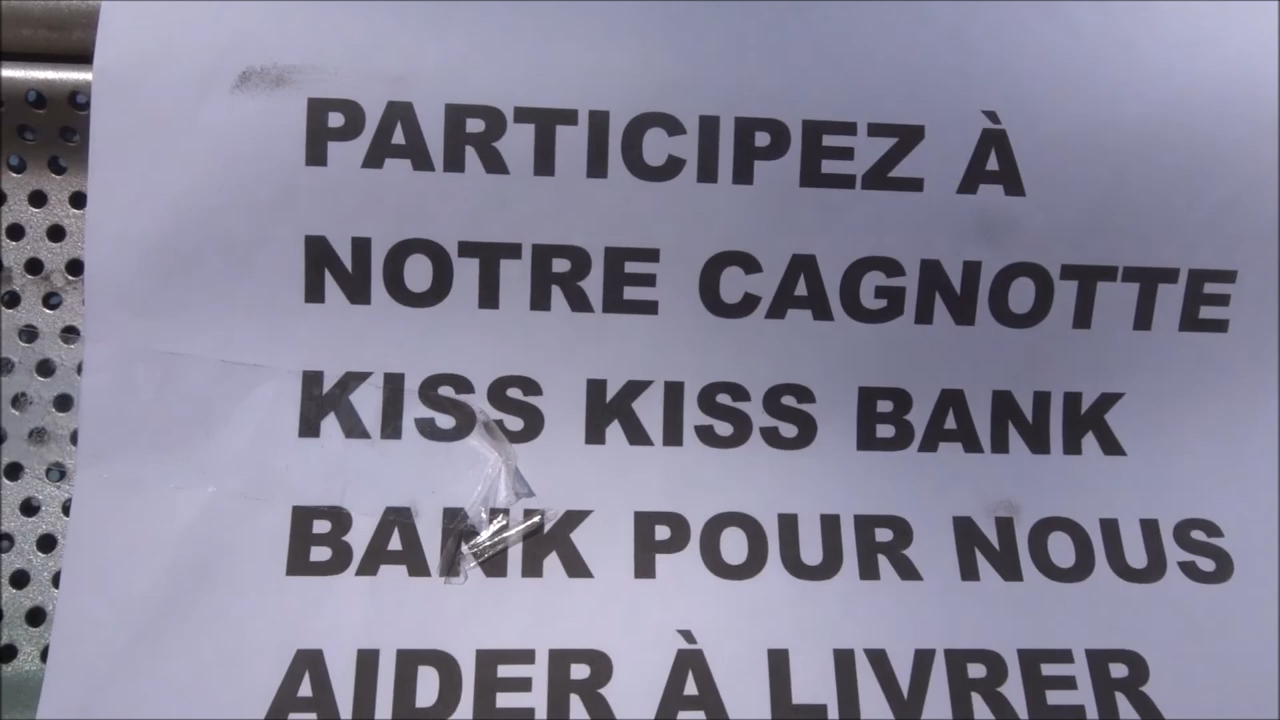 PARTICIPEZ À
NOTRE CAGNOTTE
KISS KISS BANK
BANK POUR NOUS
AIDER À LIVRER